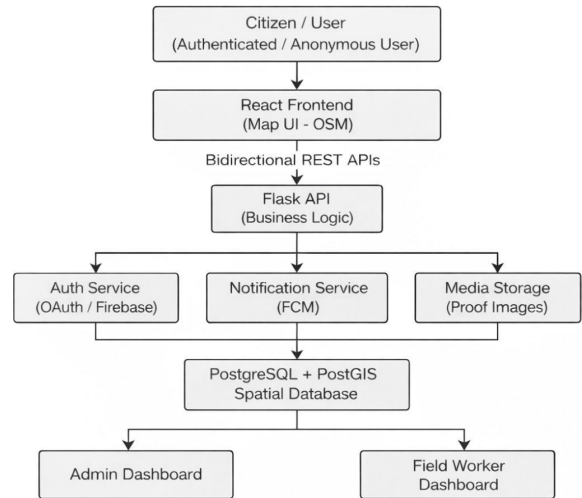 Citizen / User
(Authenticated / Anonymous User)
React Frontend
(Map UI - OSM)
Bidirectional REST APIs
Flask API
(Business Logic)
Auth Service
(OAuth / Firebase)
Notification Service
(FCM)
Media Storage
(Proof Images)
PostgreSQL + PostGIS
Spatial Database
Admin Dashboard
Field Worker
Dashboard